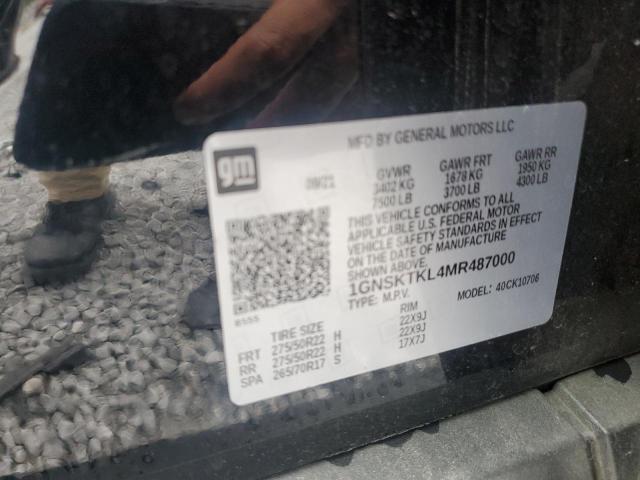 MFD BY GENERAL MOTORS LLC
gm
09/21
GVWR GAWR FRT GAWR RR
3402 KG 1678 KG 1950 KG
7500 LB 3700 LB 4300 LB
THIS VEHICLE CONFORMS TO ALL
APPLICABLE U.S. FEDERAL MOTOR
VEHICLE SAFETY STANDARDS IN EFFECT
ON THE DATE OF MANUFACTURE
SHOWN ABOVE.
1GNSKTKL4MR487000
TYPE: M.P.V. MODEL: 40CK10706
8555
TIRE SIZE RIM
FRT 275/50R22 H 22X9J
RR 275/50R22 H 22X9J
SPA 265/70R17 S 17X7J